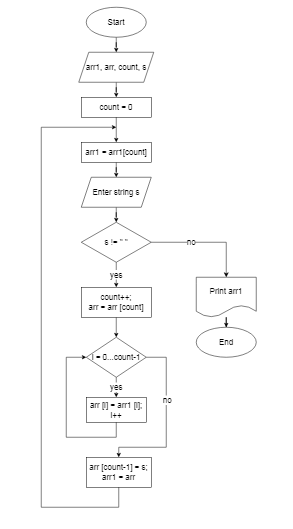 Start
arr1, arr, count, s
count = 0
arr1 = arr1[count]
Enter string s
s != " "
no
yes
Print arr1
count++;
arr = arr [count]
End
i = 0...count-1
yes
no
arr [i] = arr1 [i];
i++
arr [count-1] = s;
arr1 = arr